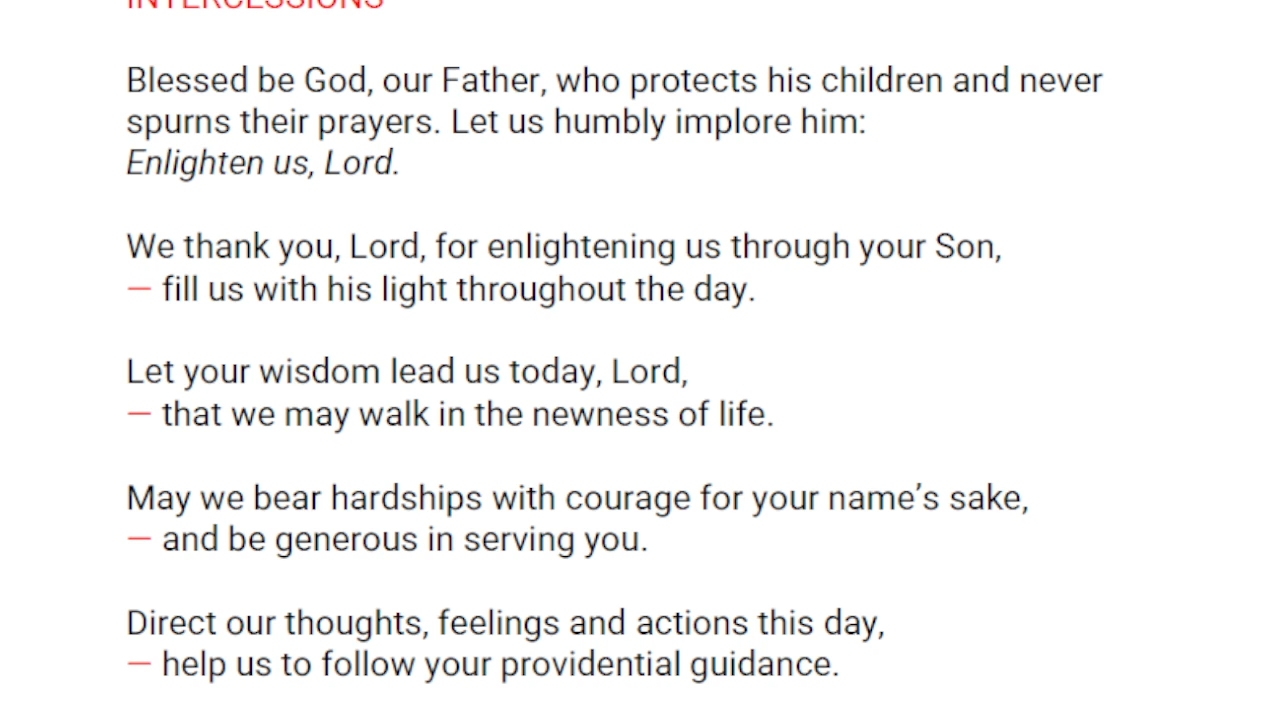 INTERCESSIONS
Blessed be God, our Father, who protects his children and never
spurns their prayers. Let us humbly implore him:
Enlighten us, Lord.
We thank you, Lord, for enlightening us through your Son,
— fill us with his light throughout the day.
Let your wisdom lead us today, Lord,
— that we may walk in the newness of life.
May we bear hardships with courage for your name’s sake,
— and be generous in serving you.
Direct our thoughts, feelings and actions this day,
— help us to follow your providential guidance.